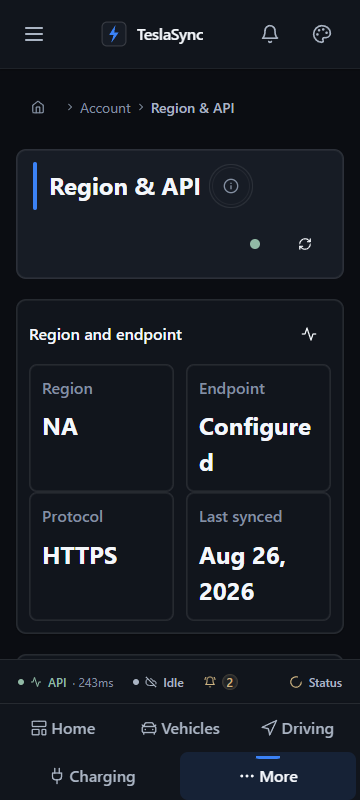 TeslaSync
Account
Region & API
Region & API
Region and endpoint
Region
NA
Endpoint
Configure
d
Protocol
HTTPS
Last synced
Aug 26,
2026
API · 243ms
Idle
2
Status
Home
Vehicles
Driving
Charging
More